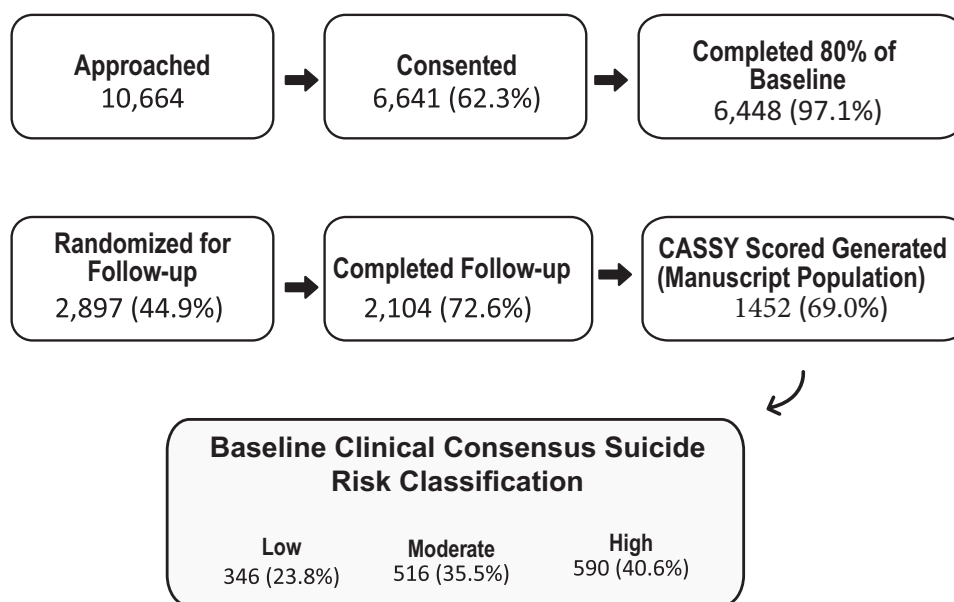 Approached
10,664
Consented
6,641 (62.3%)
Completed 80% of
Baseline
6,448 (97.1%)
Randomized for
Follow-up
2,897 (44.9%)
Completed Follow-up
2,104 (72.6%)
CASSY Scored Generated
(Manuscript Population)
1452 (69.0%)
Baseline Clinical Consensus Suicide
Risk Classification
Low
346 (23.8%)
Moderate
516 (35.5%)
High
590 (40.6%)